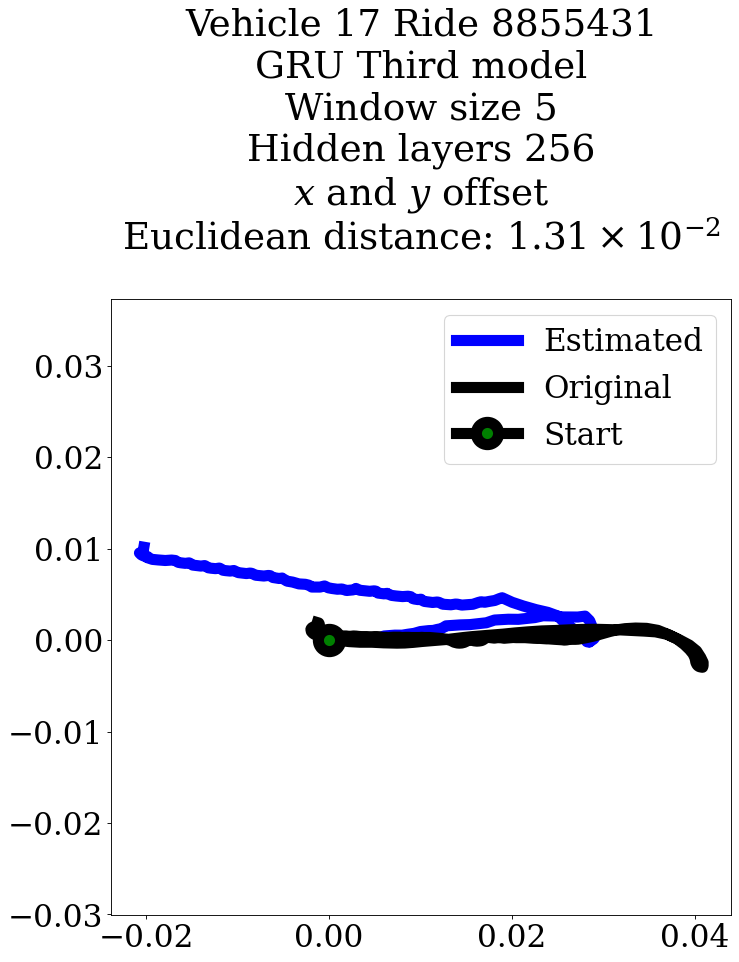 Vehicle 17 Ride 8855431
GRU Third model
Window size 5
Hidden layers 256
x and y offset
Euclidean distance: 1.31 × 10⁻²
Estimated
Original
Start
0.03
0.02
0.01
0.00
−0.01
−0.02
−0.03
−0.02 0.00 0.02 0.04